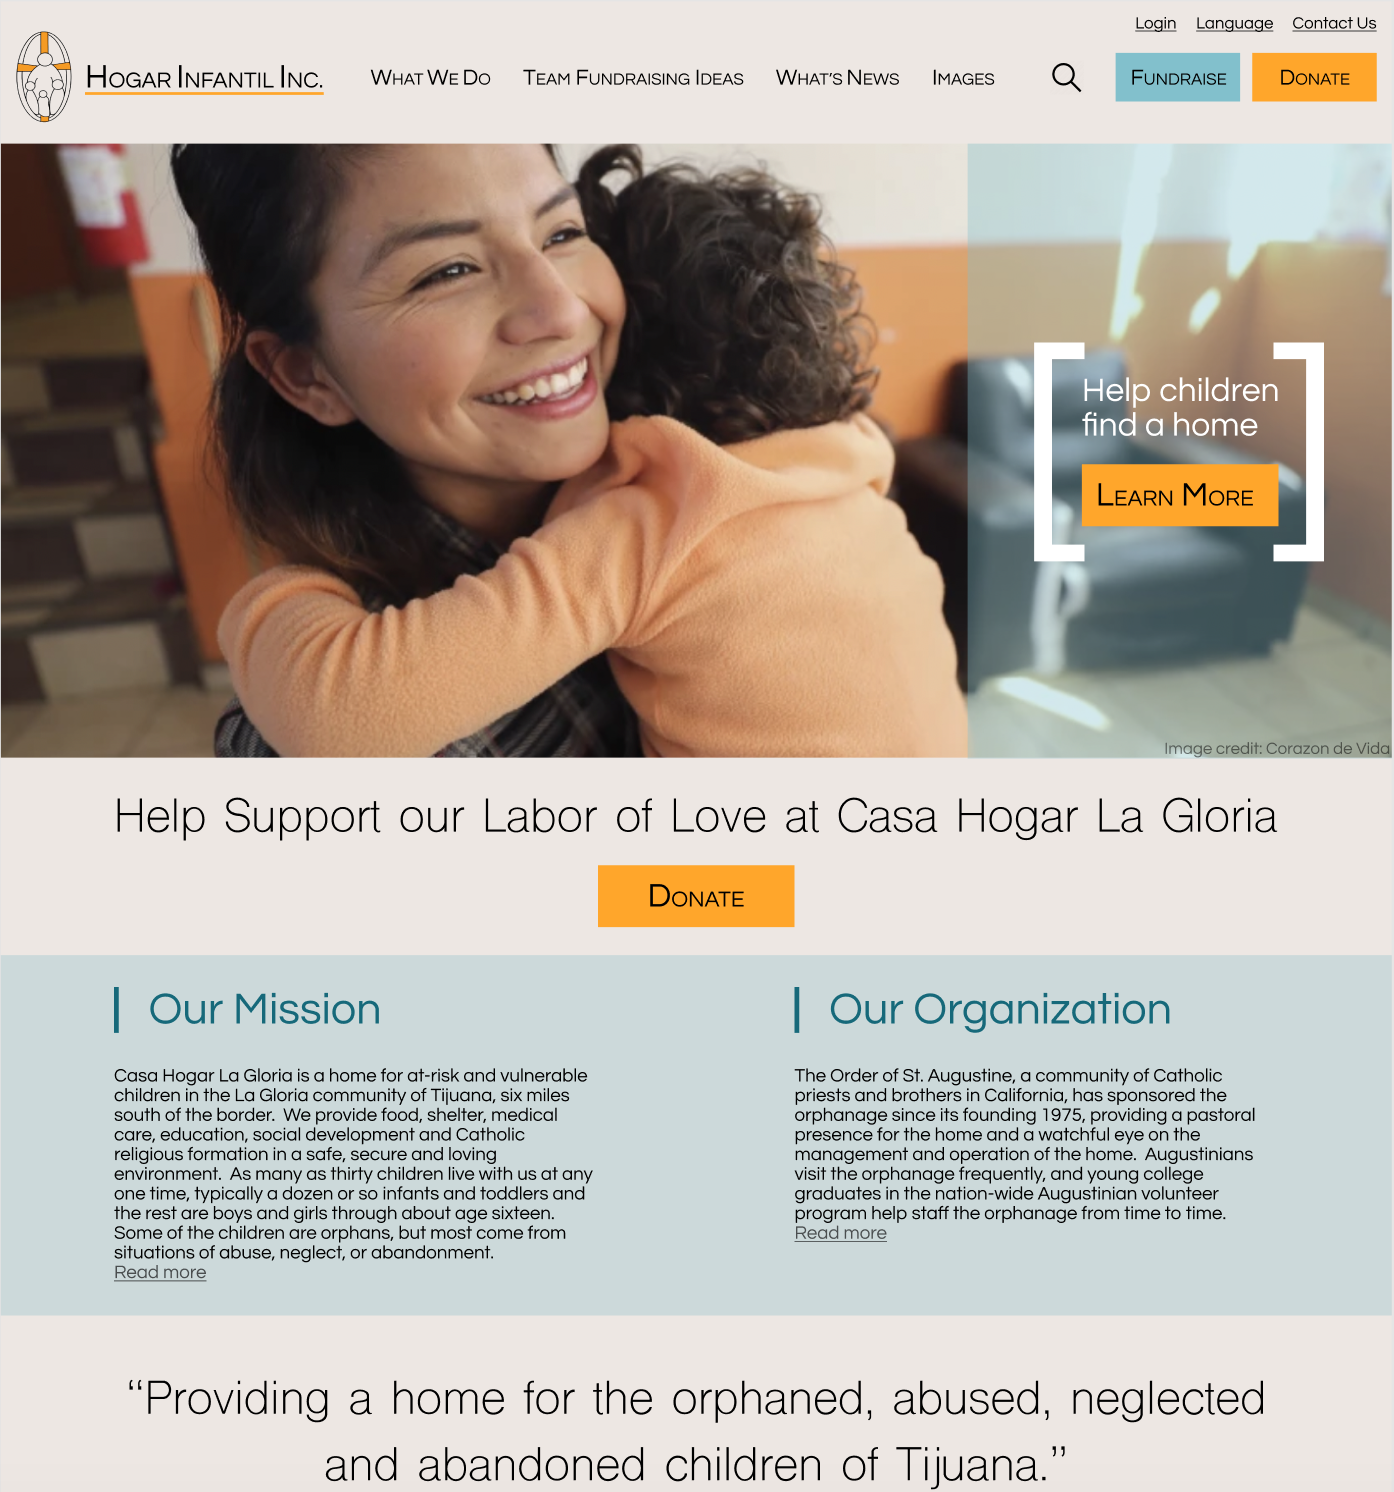 Login Language Contact Us
Hogar Infantil Inc. What We Do Team Fundraising Ideas What's News Images Fundraise Donate
Help children
find a home
Learn More
Image credit: Corazon de Vida
Help Support our Labor of Love at Casa Hogar La Gloria
Donate
Our Mission
Casa Hogar La Gloria is a home for at-risk and vulnerable
children in the La Gloria community of Tijuana, six miles
south of the border. We provide food, shelter, medical
care, education, social development and Catholic
religious formation in a safe, secure and loving
environment. As many as thirty children live with us at any
one time, typically a dozen or so infants and toddlers and
the rest are boys and girls through about age sixteen.
Some of the children are orphans, but most come from
situations of abuse, neglect, or abandonment.
Read more
Our Organization
The Order of St. Augustine, a community of Catholic
priests and brothers in California, has sponsored the
orphanage since its founding 1975, providing a pastoral
presence for the home and a watchful eye on the
management and operation of the home. Augustinians
visit the orphanage frequently, and young college
graduates in the nation-wide Augustinian volunteer
program help staff the orphanage from time to time.
Read more
“Providing a home for the orphaned, abused, neglected
and abandoned children of Tijuana.”